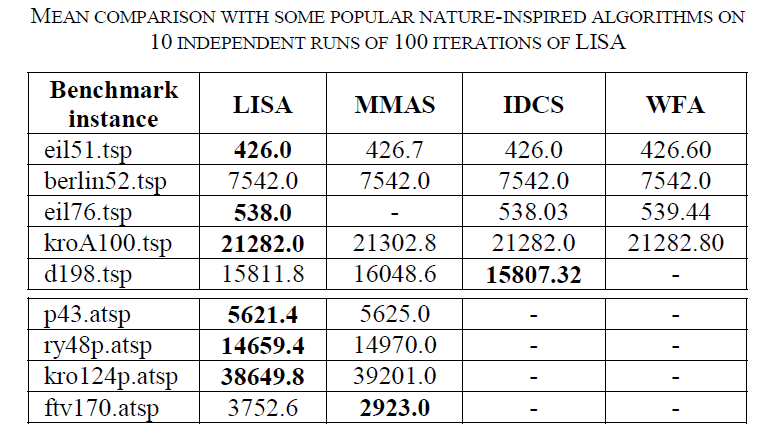 MEAN COMPARISON WITH SOME POPULAR NATURE-INSPIRED ALGORITHMS ON
10 INDEPENDENT RUNS OF 100 ITERATIONS OF LISA
Benchmark instance LISA MMAS IDCS WFA
eil51.tsp 426.0 426.7 426.0 426.60
berlin52.tsp 7542.0 7542.0 7542.0 7542.0
eil76.tsp 538.0 - 538.03 539.44
kroA100.tsp 21282.0 21302.8 21282.0 21282.80
d198.tsp 15811.8 16048.6 15807.32 -
p43.atsp 5621.4 5625.0 - -
ry48p.atsp 14659.4 14970.0 - -
kro124p.atsp 38649.8 39201.0 - -
ftv170.atsp 3752.6 2923.0 - -